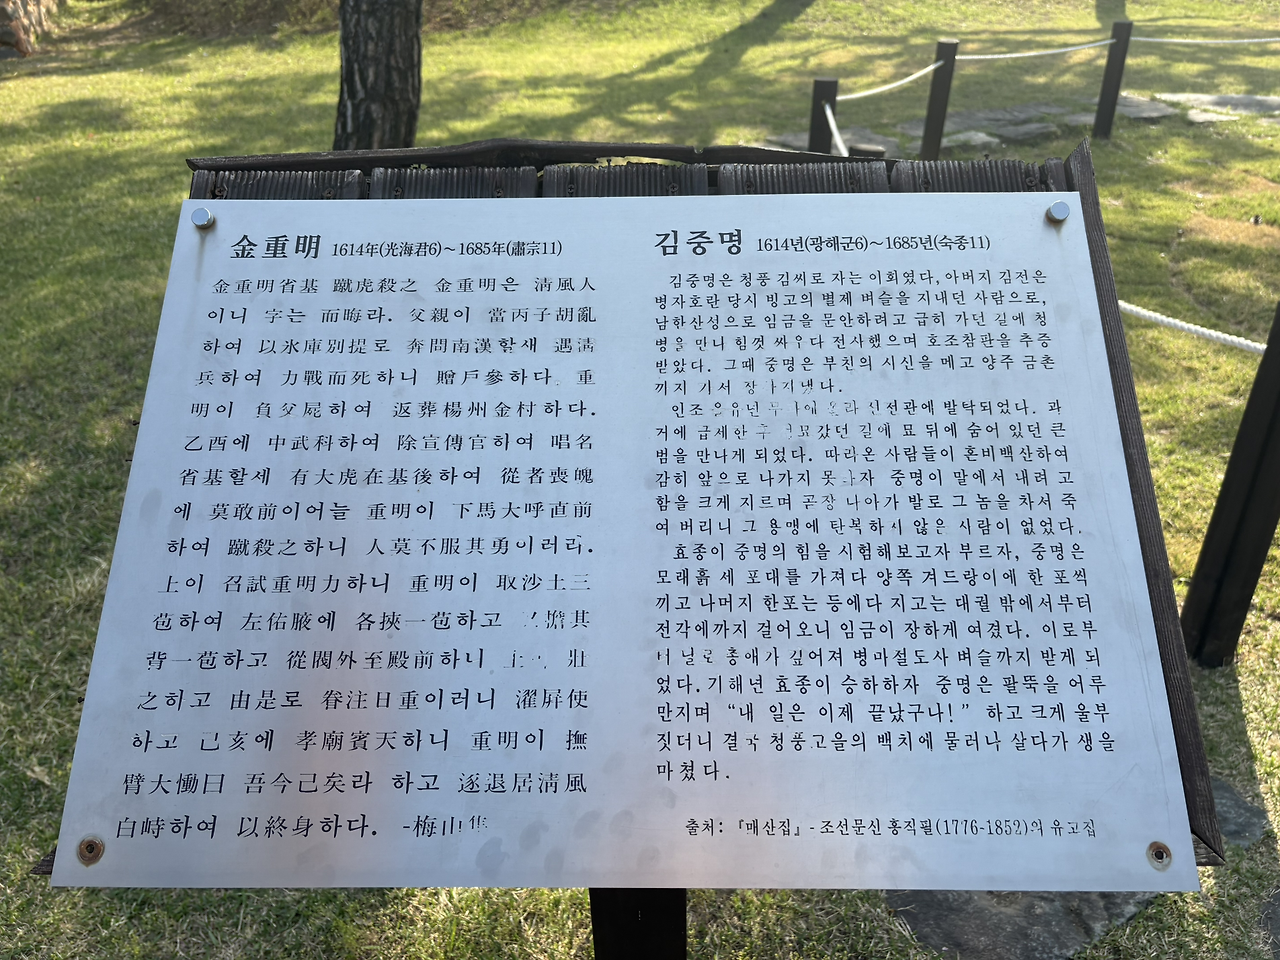 金重明 1614年(光海君6)～1685年(肅宗11)
金重明省基 蹴虎殺之 金重明은 淸風人
이니 字는 而晦라. 父親이 當丙子胡亂
하여 以氷庫別提로 奔問南漢할새 遇淸
兵하여 力戰而死하니 贈戶參하다. 重
明이 負父屍하여 返葬楊州金村하다.
乙酉에 中武科하여 除宣傳官하여 唱名
省基할세 有大虎在基後하여 從者喪魄
에 莫敢前이어늘 重明이 下馬大呼直前
하여 蹴殺之하니 人莫不服其勇이러라.
上이 召試重明力하니 重明이 取沙土三
苞하여 左佑腋에 各挾一苞하고 擔其
背一苞하고 從閣外至殿前하니 上 壯
之하고 由是로 眷注日重이러니 濯屛使
하고 己亥에 孝廟賓天하니 重明이 撫
臂大慟曰 吾今已矣라 하고 逐退居淸風
白峙하여 以終身하다. -梅山集
김중명 1614년(광해군6)～1685년(숙종11)
김중명은 청풍 김씨로 자는 이회였다, 아버지 김전은
병자호란 당시 빙고의 별제 벼슬을 지내던 사람으로,
남한산성으로 임금을 문안하려고 급히 가던 길에 청
병을 만나 힘껏 싸우다 전사했으며 호조참판을 추증
받았다. 그때 중명은 부친의 시신을 메고 양주 금촌
까지 가서 장사지냈다.
인조 을유년 무과에 올라 선전관에 발탁되었다. 과
거에 급제한 후 성묘갔던 길에 묘 뒤에 숨어 있던 큰
범을 만나게 되었다. 따라온 사람들이 혼비백산하여
감히 앞으로 나가지 못하자 중명이 말에서 내려 고
함을 크게 지르며 곧장 나아가 발로 그 놈을 차서 죽
여 버리니 그 용맹에 탄복하지 않은 사람이 없었다.
효종이 중명의 힘을 시험해보고자 부르자, 중명은
모래흙 세 포대를 가져다 양쪽 겨드랑이에 한 포씩
끼고 나머지 한포는 등에다 지고는 대궐 밖에서부터
전각에까지 걸어오니 임금이 장하게 여겼다. 이로부
터 날로 총애가 깊어져 병마절도사 벼슬까지 받게 되
었다. 기해년 효종이 승하하자 중명은 팔뚝을 어루
만지며 “내 일은 이제 끝났구나!” 하고 크게 울부
짖더니 결국 청풍고을의 백치에 물러나 살다가 생을
마쳤다.
출처: 『매산집』- 조선문신 홍직필(1776-1852)의 유고집